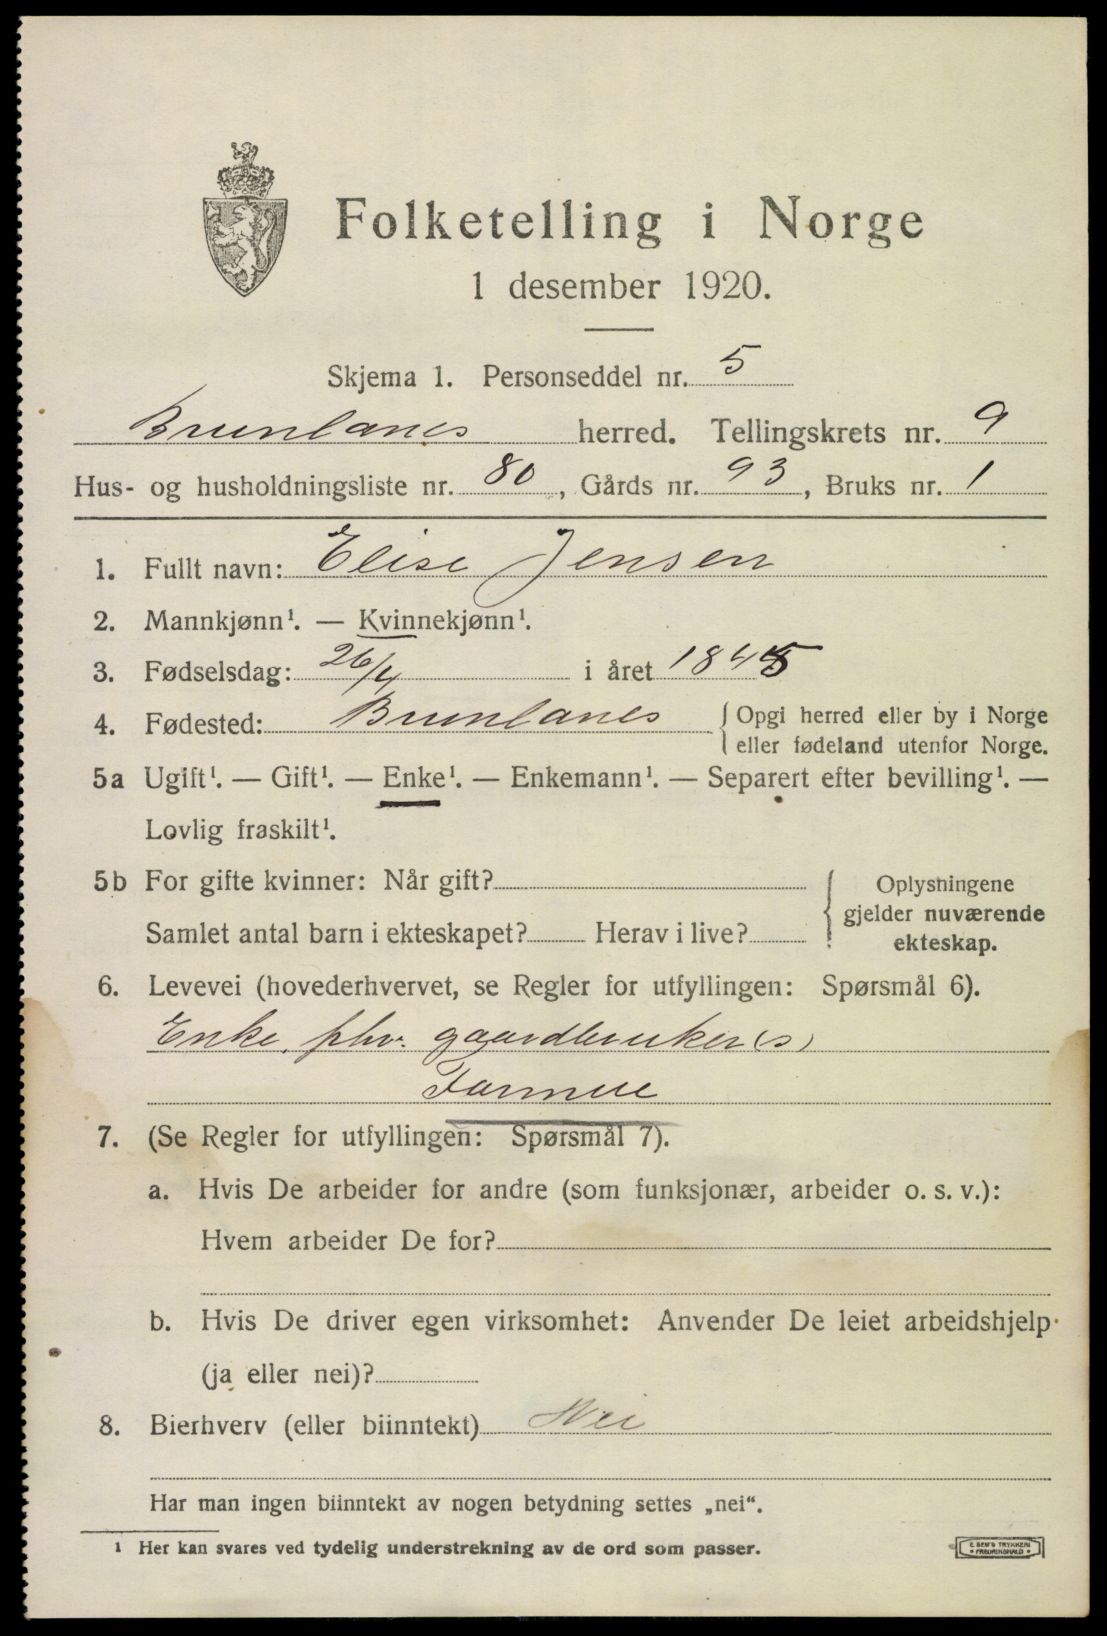 Folketelling i Norge
1 desember 1920.
Skjema 1. Personseddel nr. 5
Brunlanes herred. Tellingskrets nr. 9
Hus- og husholdningsliste nr. 80, Gårds nr. 93, Bruks nr. 1
1. Fullt navn: Elise Jensen
2. Mannkjønn¹. — Kvinnekjønn¹.
3. Fødselsdag: 26/4 i året 1845
4. Fødested: Brunlanes { Opgi herred eller by i Norge
eller fødeland utenfor Norge.
5a Ugift¹. — Gift¹. — Enke¹. — Enkemann¹. — Separert efter bevilling¹. —
Lovlig fraskilt¹.
5b For gifte kvinner: Når gift? { Oplysningene
gjelder nuværende
Samlet antal barn i ekteskapet? Herav i live? ekteskap.
6. Levevei (hovederhvervet, se Regler for utfyllingen: Spørsmål 6).
Enke, fhv. gaardbruker(s)
Formue
7. (Se Regler for utfyllingen: Spørsmål 7).
a. Hvis De arbeider for andre (som funksjonær, arbeider o. s. v.):
Hvem arbeider De for?
b. Hvis De driver egen virksomhet: Anvender De leiet arbeidshjelp
(ja eller nei)?
8. Bierhverv (eller biinntekt) Nei
Har man ingen biinntekt av nogen betydning settes „nei“.
¹ Her kan svares ved tydelig understrekning av de ord som passer.
E. SEM'S TRYKKERI
• FREDRIKSHALD •